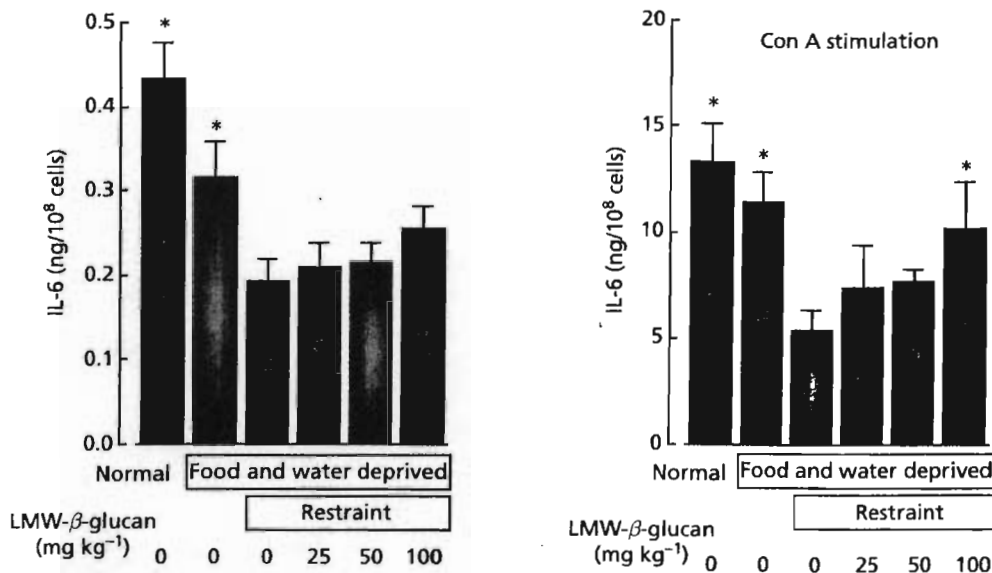 0.5
0.4
0.3
0.2
0.1
0.0
IL-6 (ng/10⁸ cells)
*
*
Normal
Food and water deprived
Restraint
LMW-β-glucan
(mg kg⁻¹)
0 0 0 25 50 100
20
15
10
5
0
IL-6 (ng/10⁸ cells)
Con A stimulation
*
*
*
Normal
Food and water deprived
Restraint
LMW-β-glucan
(mg kg⁻¹)
0 0 0 25 50 100